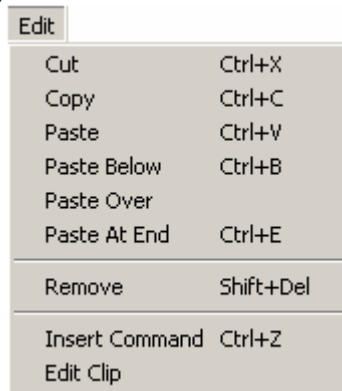 Edit
Cut Ctrl+X
Copy Ctrl+C
Paste Ctrl+V
Paste Below Ctrl+B
Paste Over
Paste At End Ctrl+E
Remove Shift+Del
Insert Command Ctrl+Z
Edit Clip